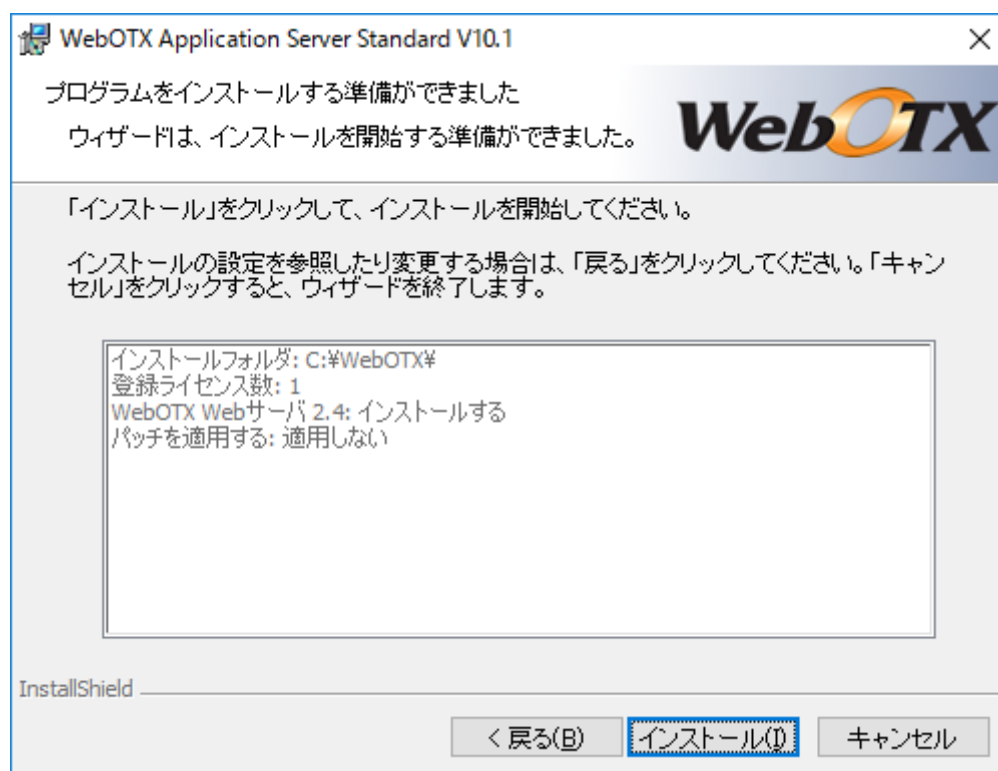 WebOTX Application Server Standard V10.1
プログラムをインストールする準備ができました
ウィザードは、インストールを開始する準備ができました。
WebOTX
「インストール」をクリックして、インストールを開始してください。
インストールの設定を参照したり変更する場合は、「戻る」をクリックしてください。「キャン
セル」をクリックすると、ウィザードを終了します。
インストールフォルダ: C:¥WebOTX¥
登録ライセンス数: 1
WebOTX Webサーバ 2.4: インストールする
パッチを適用する: 適用しない
InstallShield
< 戻る(B) インストール(I) キャンセル